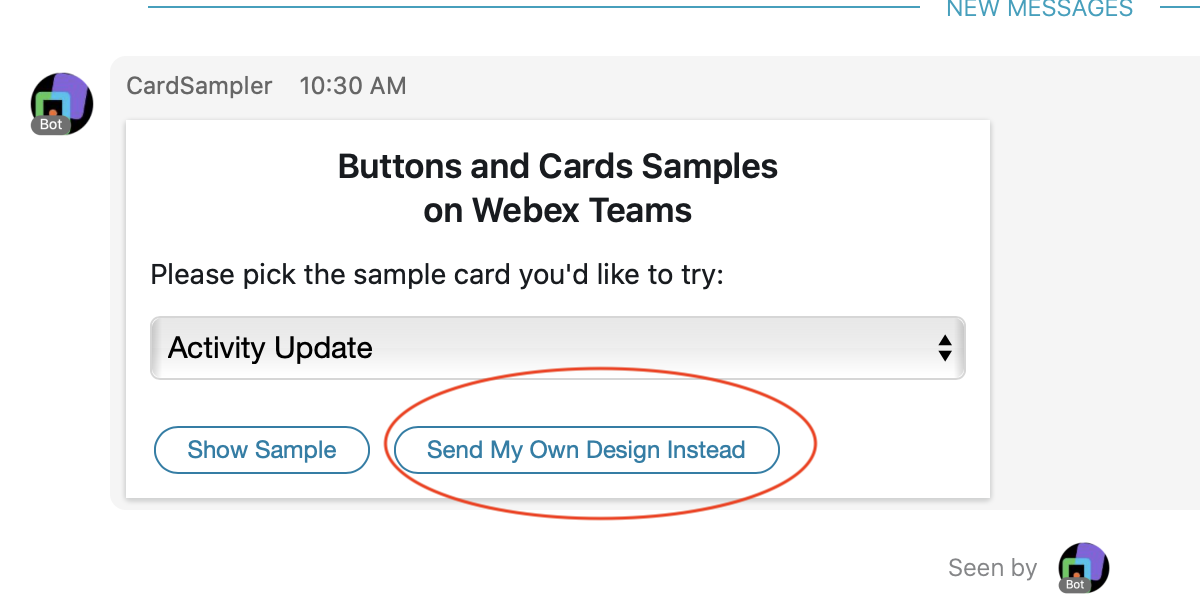 NEW MESSAGES
CardSampler 10:30 AM
Bot
Buttons and Cards Samples
on Webex Teams
Please pick the sample card you'd like to try:
Activity Update
Show Sample Send My Own Design Instead
Seen by
Bot